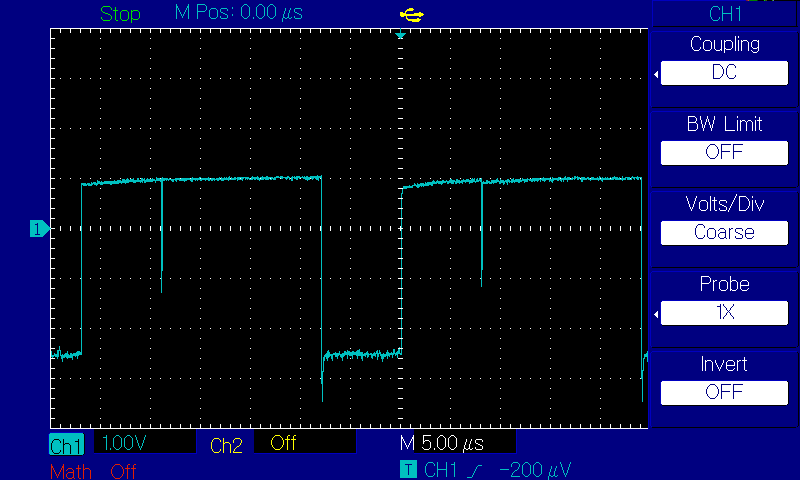 Stop M Pos: 0.00 µs CH1
Coupling
DC
BW Limit
OFF
Volts/Div
Coarse
Probe
1X
Invert
OFF
1
Ch1 1.00V Ch2 Off M 5.00 µs
Math Off T CH1 -200 µV